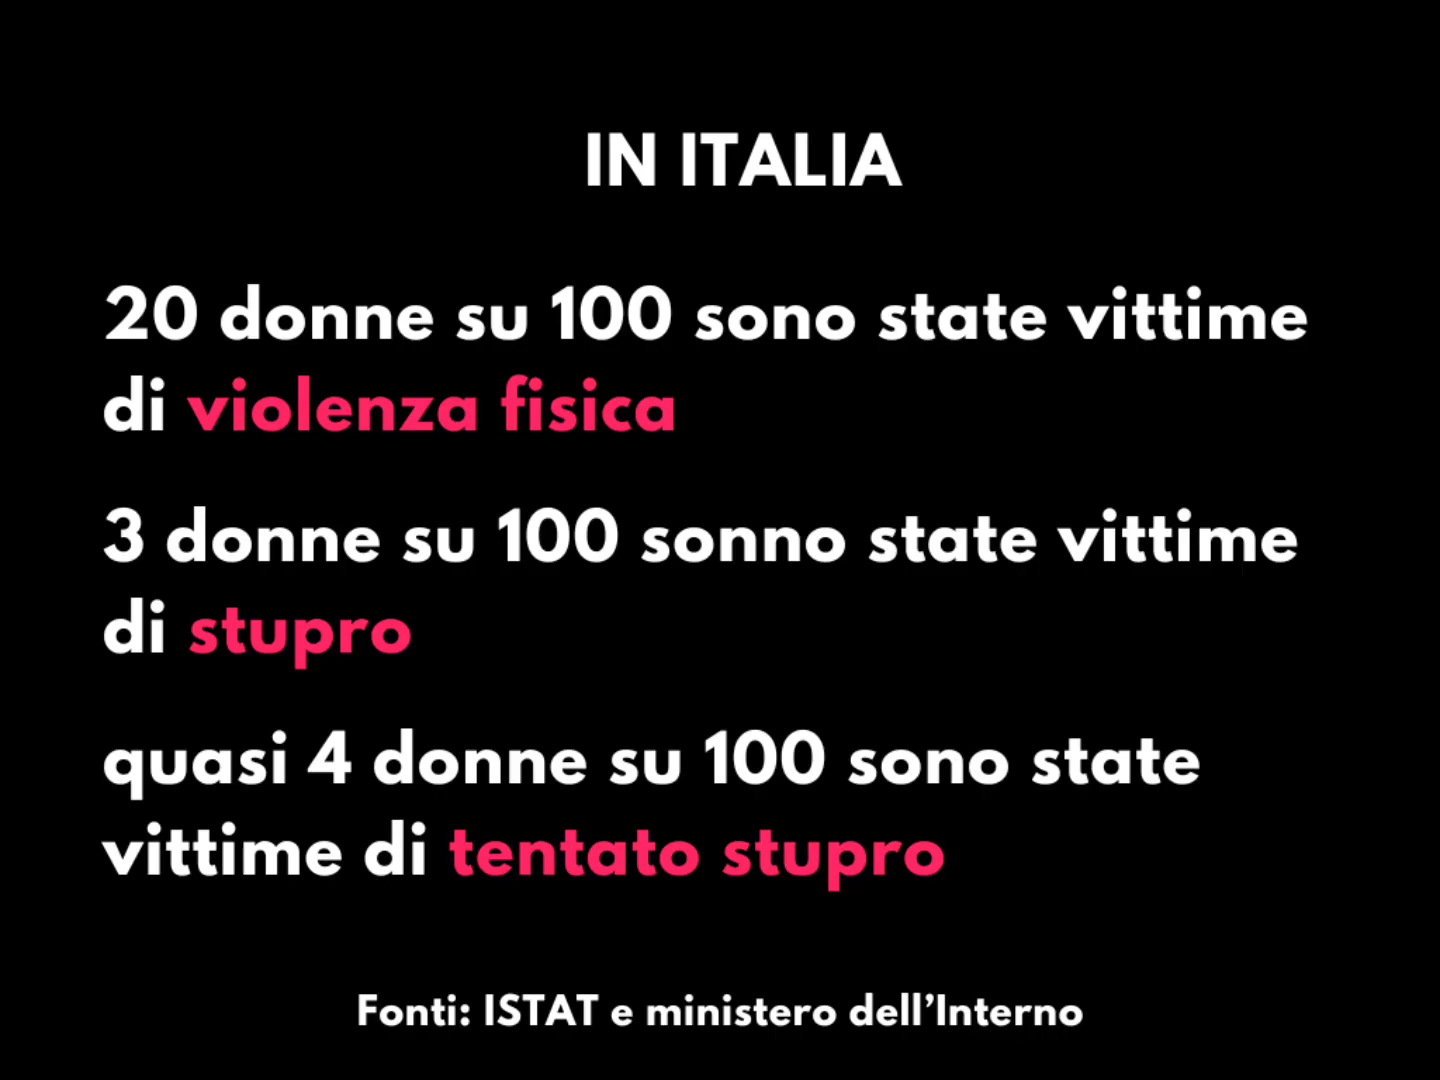 IN ITALIA
20 donne su 100 sono state vittime
di violenza fisica
3 donne su 100 sonno state vittime
di stupro
quasi 4 donne su 100 sono state
vittime di tentato stupro
Fonti: ISTAT e ministero dell’Interno